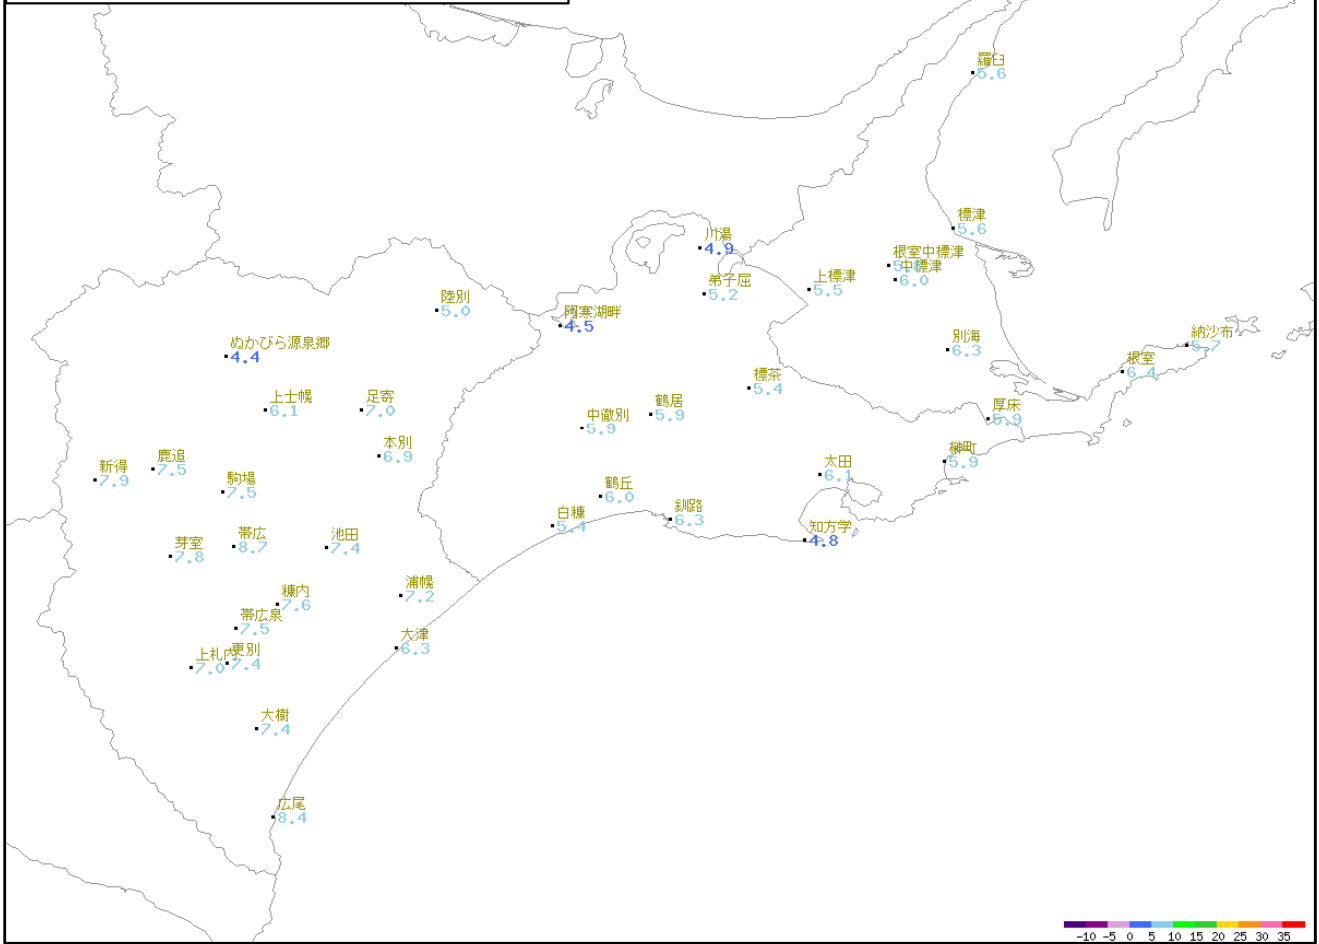 羅臼
5.6
標津
5.6
川湯
4.9
根室中標津
中標津
6.0
弟子屈
5.2
上標津
5.5
陸別
5.0
阿寒湖畔
4.5
ぬかびら源泉郷
4.4
別海
6.3
納沙布
5.7
根室
6.4
標茶
5.4
上士幌
6.1
足寄
7.0
鶴居
5.9
中徹別
5.9
厚床
5.9
本別
6.9
榊町
5.9
鹿追
7.5
新得
7.9
太田
6.1
駒場
7.5
鶴丘
6.0
釧路
6.3
白糠
5.4
知方学
4.8
帯広
8.7
池田
7.4
芽室
7.8
浦幌
7.2
糠内
7.6
帯広泉
7.5
大津
6.3
更別
7.4
上札内
7.0
大樹
7.4
広尾
8.4
-10 -5 0 5 10 15 20 25 30 35